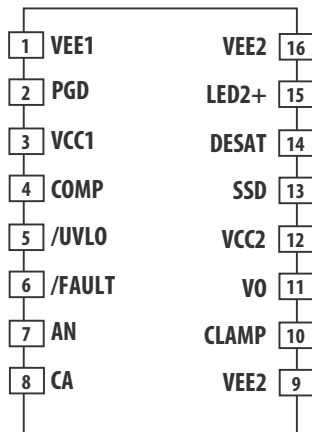 1 VEE1 VEE2 16
2 PGD LED2+ 15
3 VCC1 DESAT 14
4 COMP SSD 13
5 /UVLO VCC2 12
6 /FAULT VO 11
7 AN CLAMP 10
8 CA VEE2 9